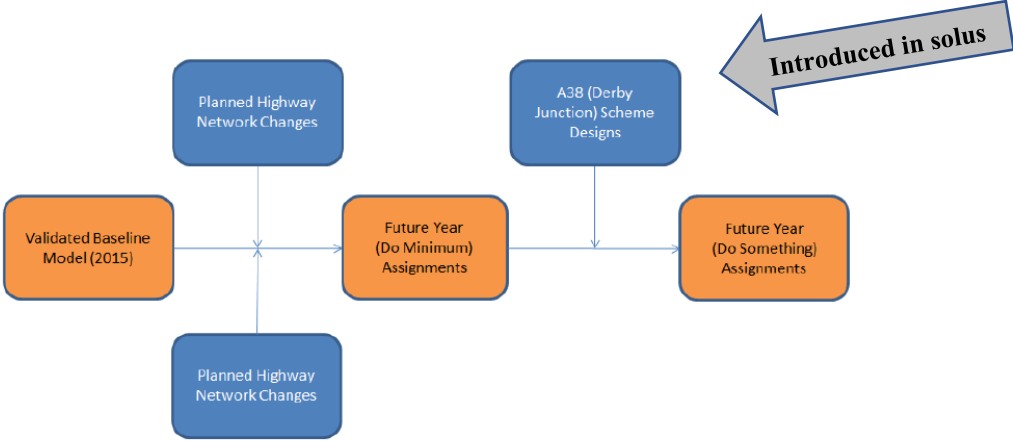 Introduced in solus
Planned Highway
Network Changes
A38 (Derby
Junction) Scheme
Designs
Validated Baseline
Model (2015)
Future Year
(Do Minimum)
Assignments
Future Year
(Do Something)
Assignments
Planned Highway
Network Changes